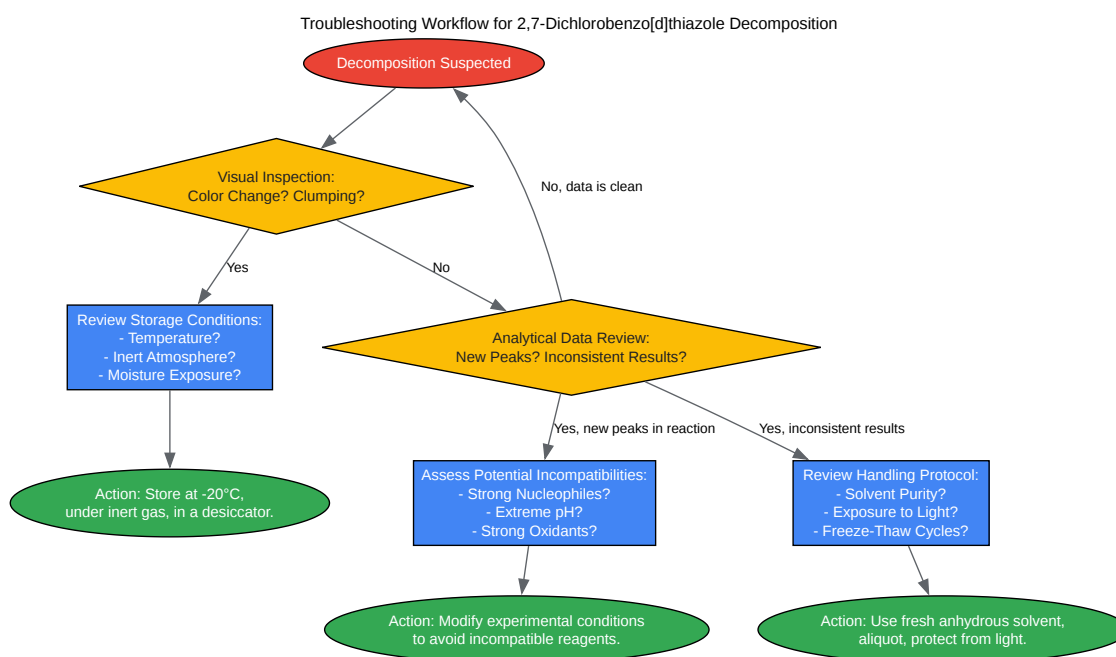 Troubleshooting Workflow for 2,7-Dichlorobenzo[d]thiazole Decomposition
Decomposition Suspected
Visual Inspection:
Color Change? Clumping?
No, data is clean
Yes
No
Review Storage Conditions:
- Temperature?
- Inert Atmosphere?
- Moisture Exposure?
Analytical Data Review:
New Peaks? Inconsistent Results?
Yes, new peaks in reaction
Yes, inconsistent results
Action: Store at -20°C,
under inert gas, in a desiccator.
Assess Potential Incompatibilities:
- Strong Nucleophiles?
- Extreme pH?
- Strong Oxidants?
Review Handling Protocol:
- Solvent Purity?
- Exposure to Light?
- Freeze-Thaw Cycles?
Action: Modify experimental conditions
to avoid incompatible reagents.
Action: Use fresh anhydrous solvent,
aliquot, protect from light.